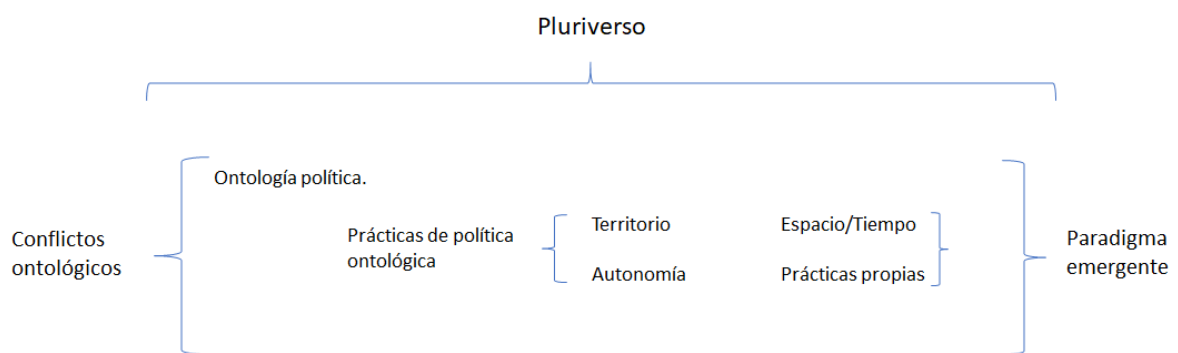 Pluriverso
Ontología política.
Conflictos
ontológicos
Prácticas de política
ontológica
Territorio
Autonomía
Espacio/Tiempo
Prácticas propias
Paradigma
emergente